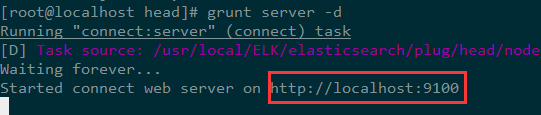 [root@localhost head]# grunt server -d
Running "connect:server" (connect) task
[D] Task source: /usr/local/ELK/elasticsearch/plug/head/node
Waiting forever...
Started connect web server on http://localhost:9100